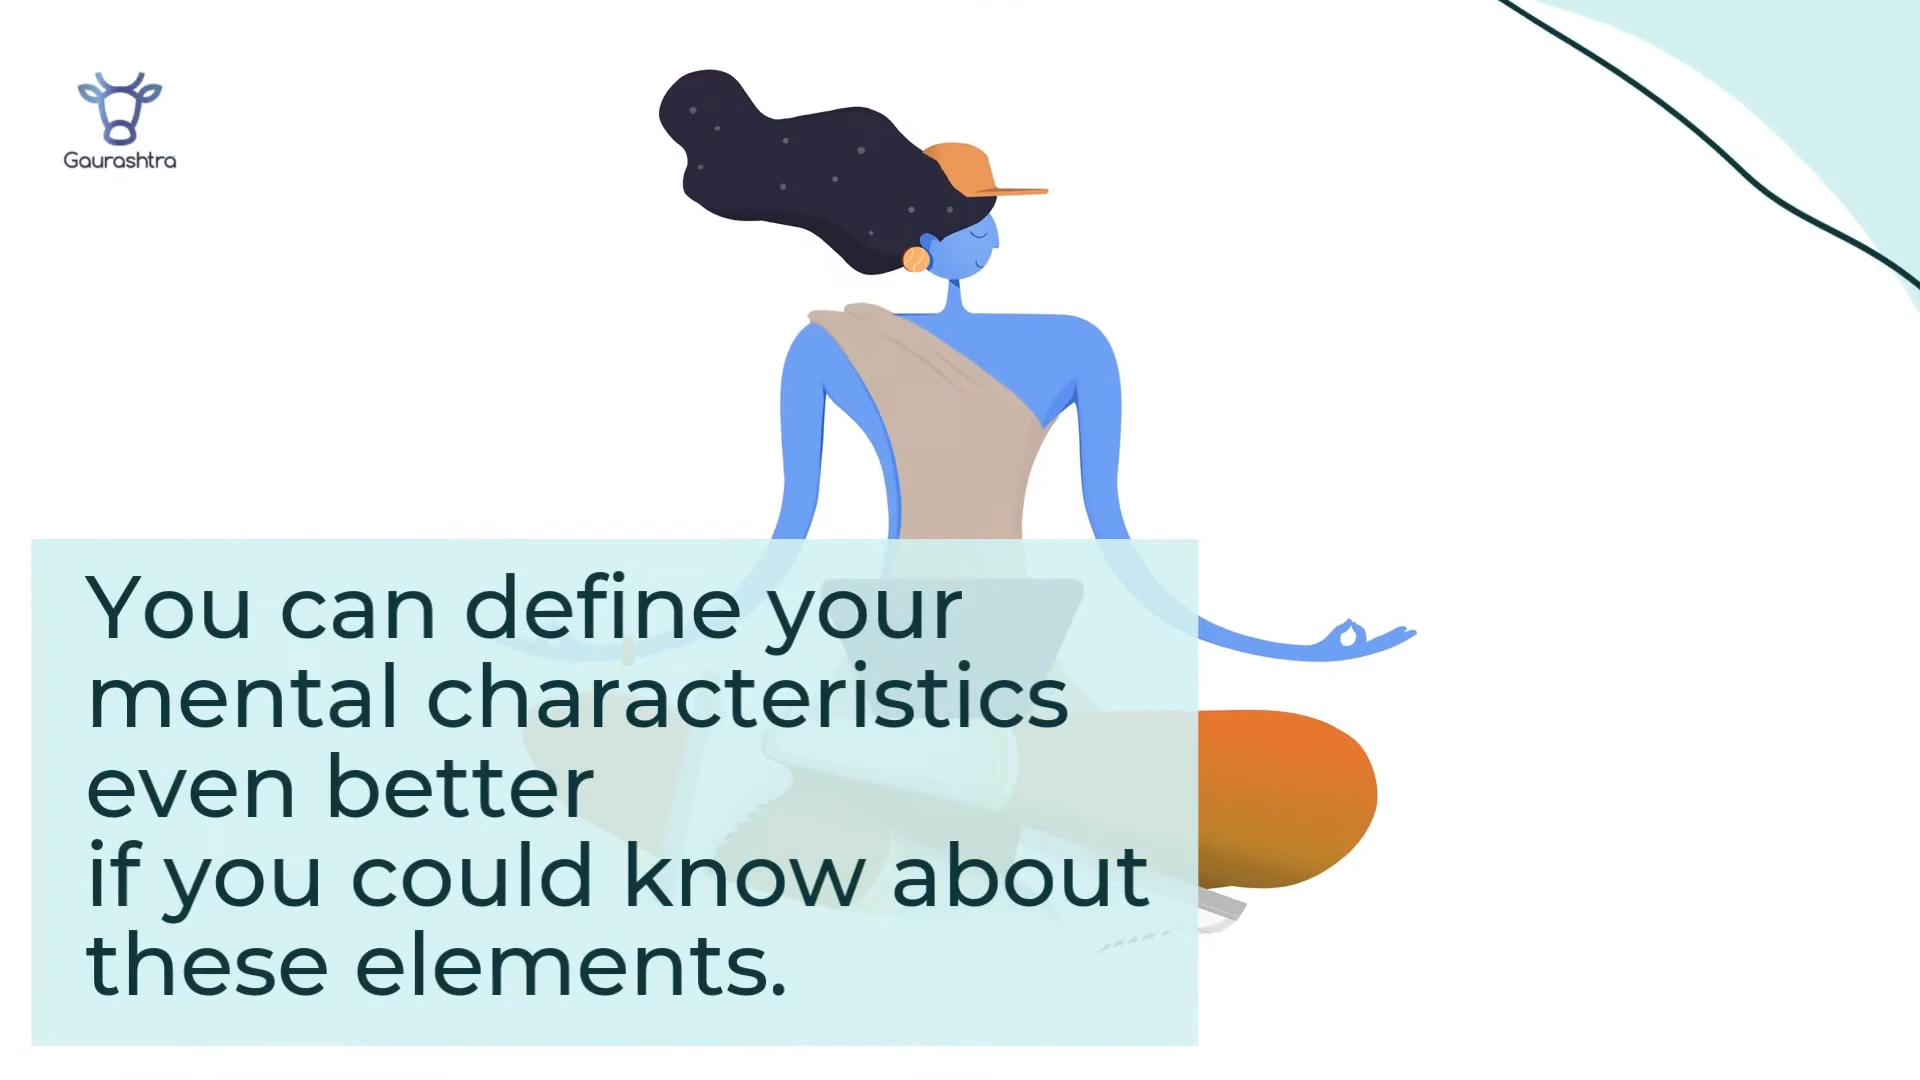 Gaurashtra
You can define your
mental characteristics
even better
if you could know about
these elements.